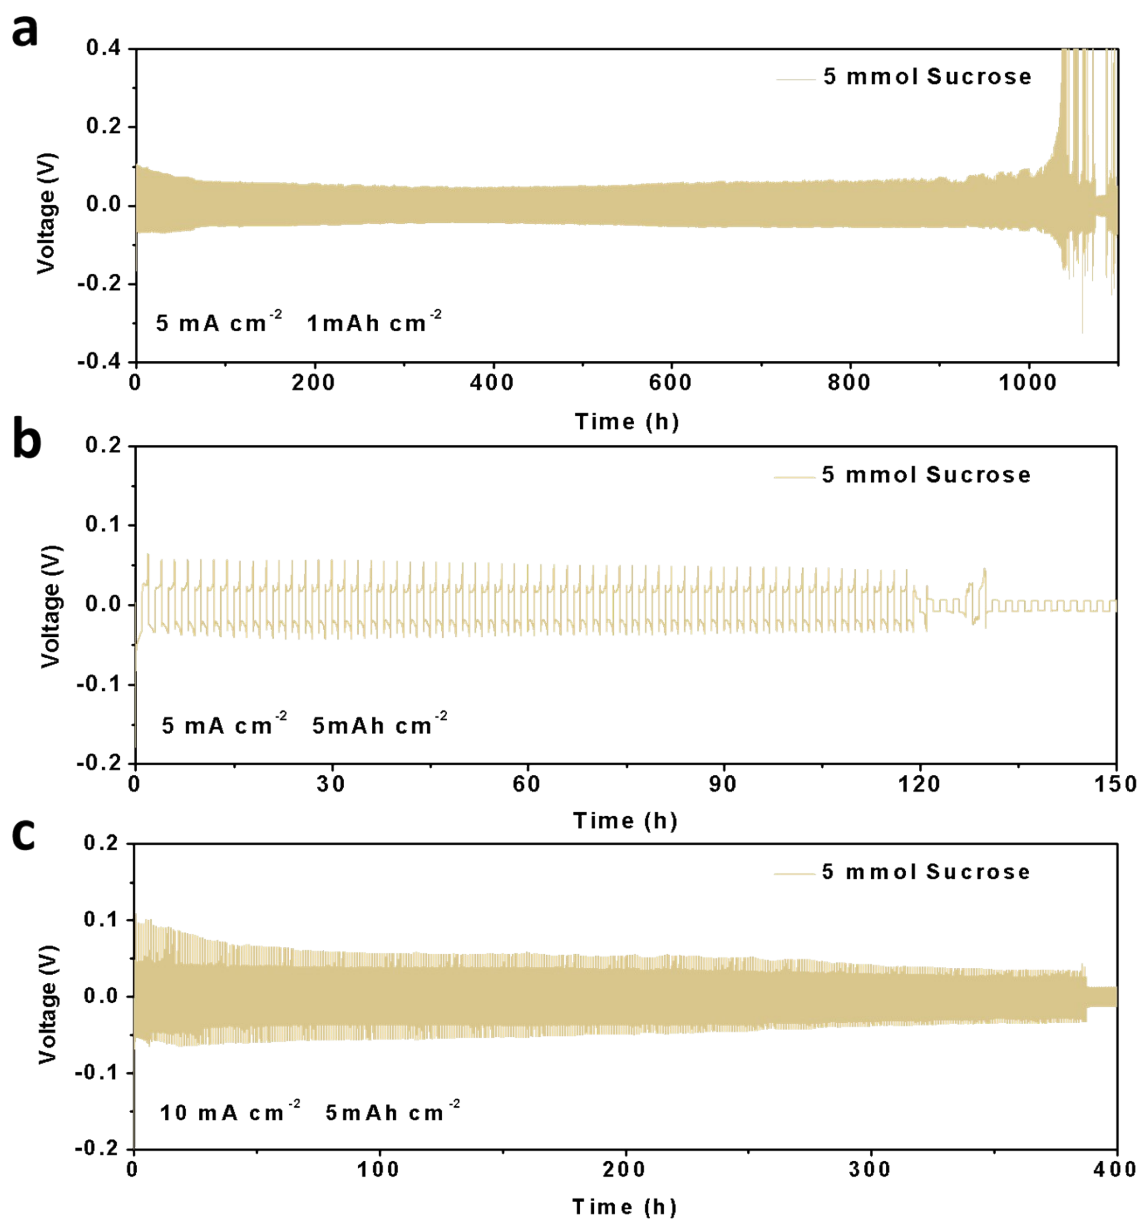 a
0.4
5 mmol Sucrose
0.2
0.0
-0.2
-0.4
Voltage (V)
5 mA cm-2 1mAh cm-2
0 200 400 600 800 1000
Time (h)
b
0.2
5 mmol Sucrose
0.1
0.0
-0.1
-0.2
Voltage (V)
5 mA cm-2 5mAh cm-2
0 30 60 90 120 150
Time (h)
c
0.2
5 mmol Sucrose
0.1
0.0
-0.1
-0.2
Voltage (V)
10 mA cm-2 5mAh cm-2
0 100 200 300 400
Time (h)